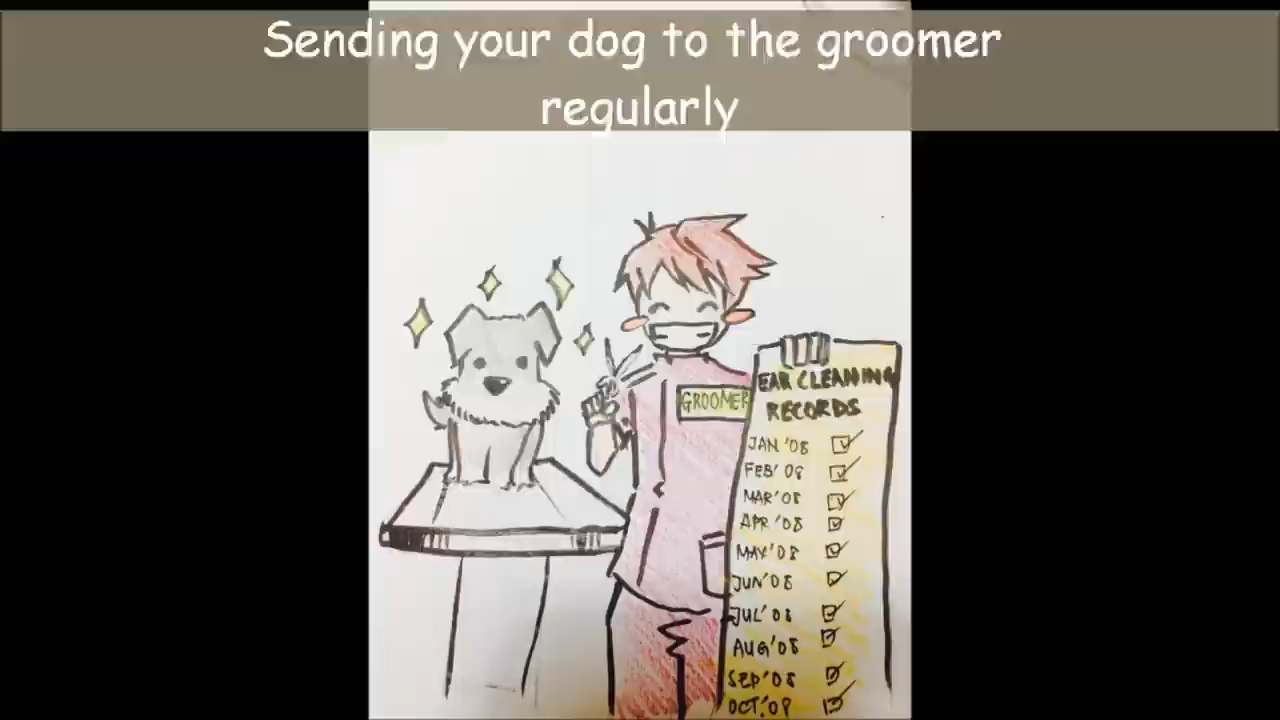 Sending your dog to the groomer
regularly
GROOMER
EAR CLEANING
RECORDS
JAN '08
FEB' 08
MAR'08
APR '08
MAY'08
JUN'08
JUL'08
AUG'08
SEP'08
OCT'08